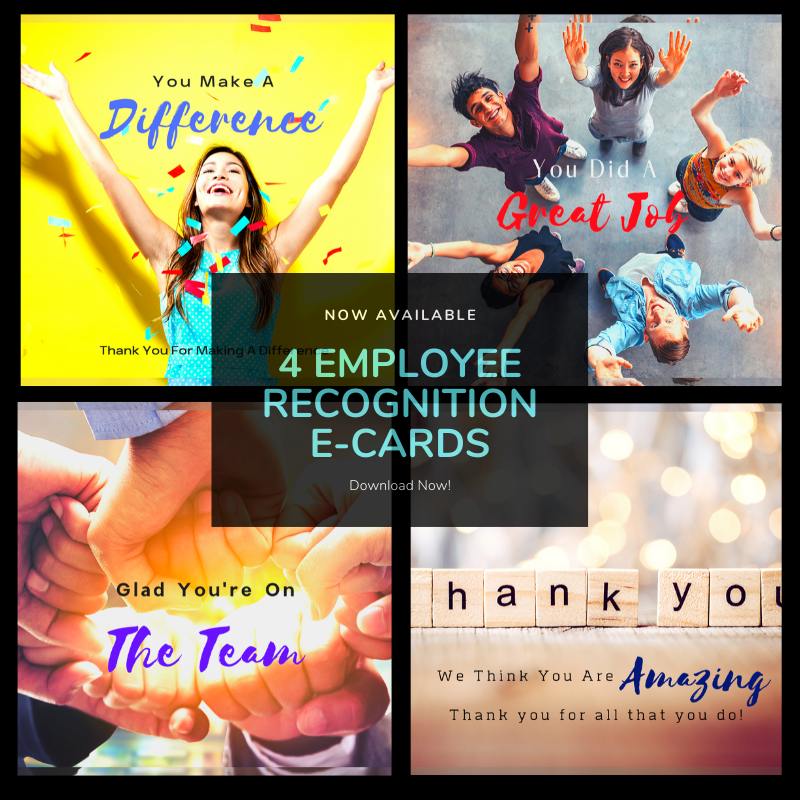 You Make A
Difference
Thank You For Making A Difference
You Did A
Great Job
NOW AVAILABLE
4 EMPLOYEE
RECOGNITION
E-CARDS
Download Now!
Glad You're On
The Team
hank you
We Think You Are Amazing
Thank you for all that you do!